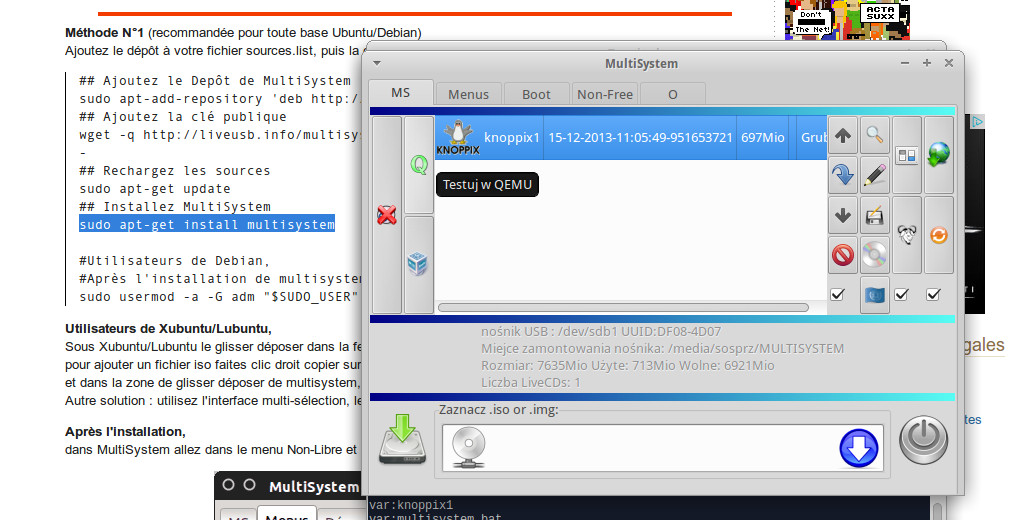 Don't
The Net!
ACTA
SUXX
Méthode N°1 (recommandée pour toute base Ubuntu/Debian)
Ajoutez le dépôt à votre fichier sources.list, puis la
## Ajoutez le Depôt de MultiSystem
sudo apt-add-repository 'deb http:/
## Ajoutez la clé publique
wget -q http://liveusb.info/multisys
-
## Rechargez les sources
sudo apt-get update
## Installez MultiSystem
sudo apt-get install multisystem
#Utilisateurs de Debian,
#Après l'installation de multisystem
sudo usermod -a -G adm "$SUDO_USER"
Utilisateurs de Xubuntu/Lubuntu,
Sous Xubuntu/Lubuntu le glisser déposer dans la fe
pour ajouter un fichier iso faites clic droit copier sur
et dans la zone de glisser déposer de multisystem,
Autre solution : utilisez l'interface multi-sélection, le
Après l'installation,
dans MultiSystem allez dans le menu Non-Libre et
MultiSystem
MS
Menus
MultiSystem
MS
Menus
Boot
Non-Free
O
KNOPPIX
knoppix1
15-12-2013-11:05:49-951653721
697Mio
Grub
Testuj w QEMU
nośnik USB : /dev/sdb1 UUID:DF08-4D07
Miejce zamontowania nośnika: /media/sosprz/MULTISYSTEM
Rozmiar: 7635Mio Użyte: 713Mio Wolne: 6921Mio
Liczba LiveCDs: 1
Zaznacz .iso or .img:
var:knoppix1
var:multisystem.bat
gales
tes